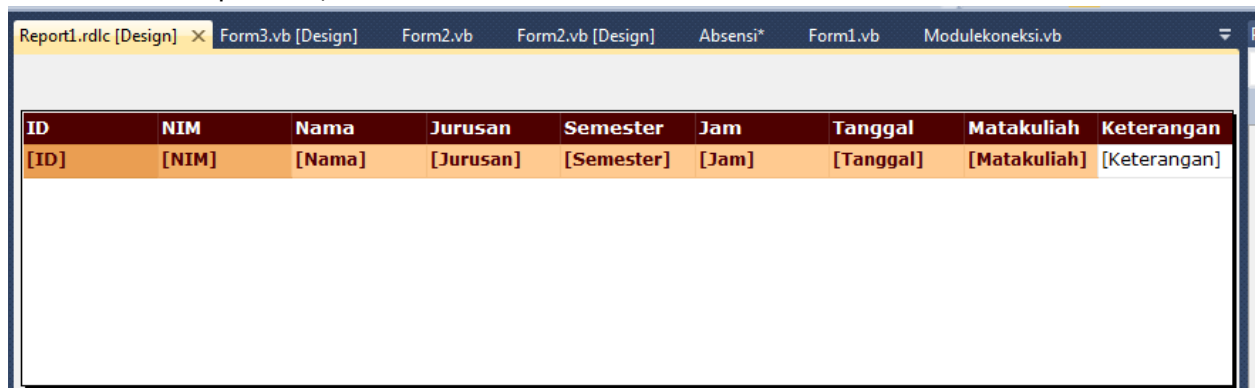 Report1.rdlc [Design] Form3.vb [Design] Form2.vb Form2.vb [Design] Absensi* Form1.vb Modulekoneksi.vb
ID NIM Nama Jurusan Semester Jam Tanggal Matakuliah Keterangan
[ID] [NIM] [Nama] [Jurusan] [Semester] [Jam] [Tanggal] [Matakuliah] [Keterangan]